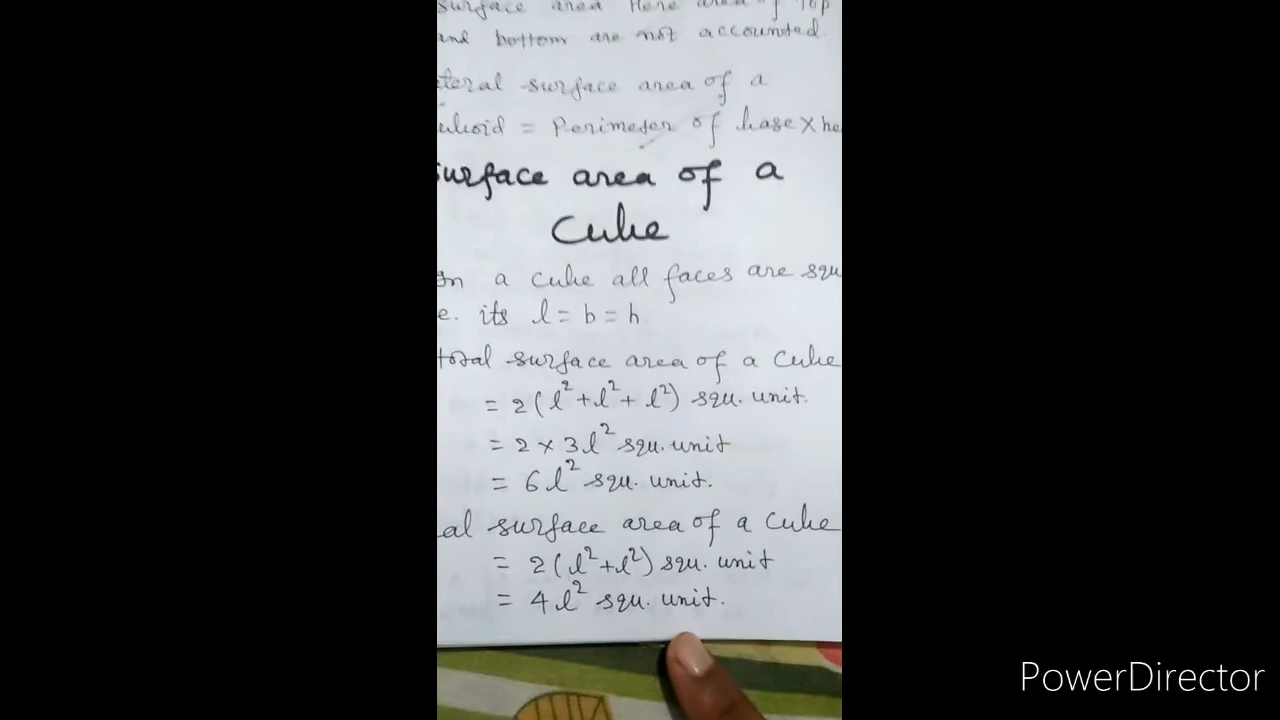 surface area Here area of Top
and bottom are not accounted.
teral surface area of a
uboid = Perimeter of base × he
surface area of a
Cube
In a cube all faces are squ
e. its l = b = h.
total surface area of a cube
= 2(l² + l² + l²) squ. unit.
= 2 × 3l² squ. unit
= 6l² squ. unit.
al surface area of a cube
= 2(l² + l²) squ. unit
= 4l² squ. unit.
PowerDirector